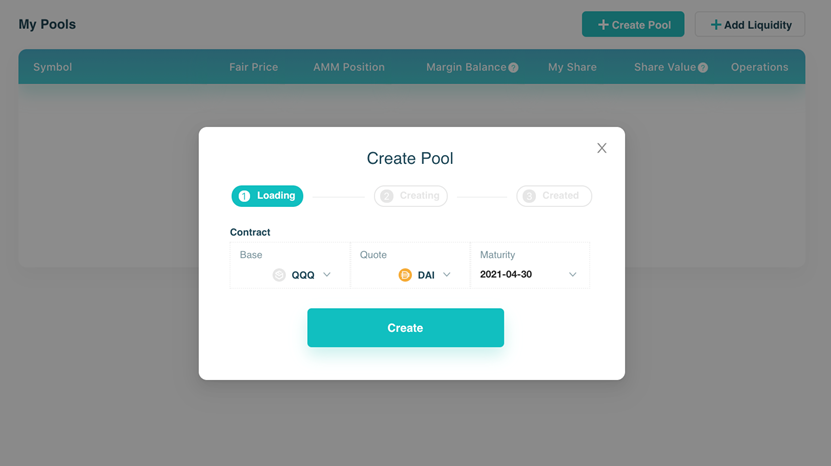 My Pools
+ Create Pool
+ Add Liquidity
Symbol Fair Price AMM Position Margin Balance ? My Share Share Value ? Operations
Create Pool
X
1 Loading
2 Creating
3 Created
Contract
Base Quote Maturity
QQQ DAI 2021-04-30
Create